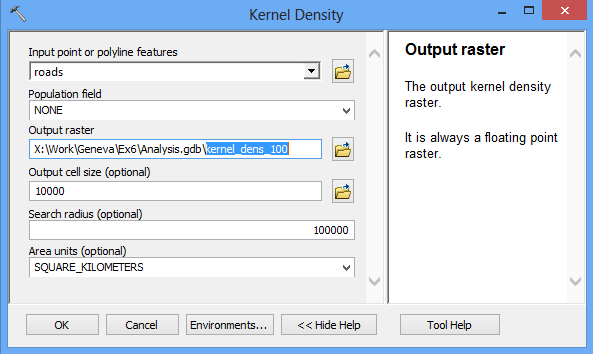 Kernel Density
Input point or polyline features
roads
Population field
NONE
Output raster
X:\Work\Geneva\Ex6\Analysis.gdb\kernel_dens_100
Output cell size (optional)
10000
Search radius (optional)
100000
Area units (optional)
SQUARE_KILOMETERS
Output raster
The output kernel density
raster.
It is always a floating point
raster.
OK
Cancel
Environments...
<< Hide Help
Tool Help